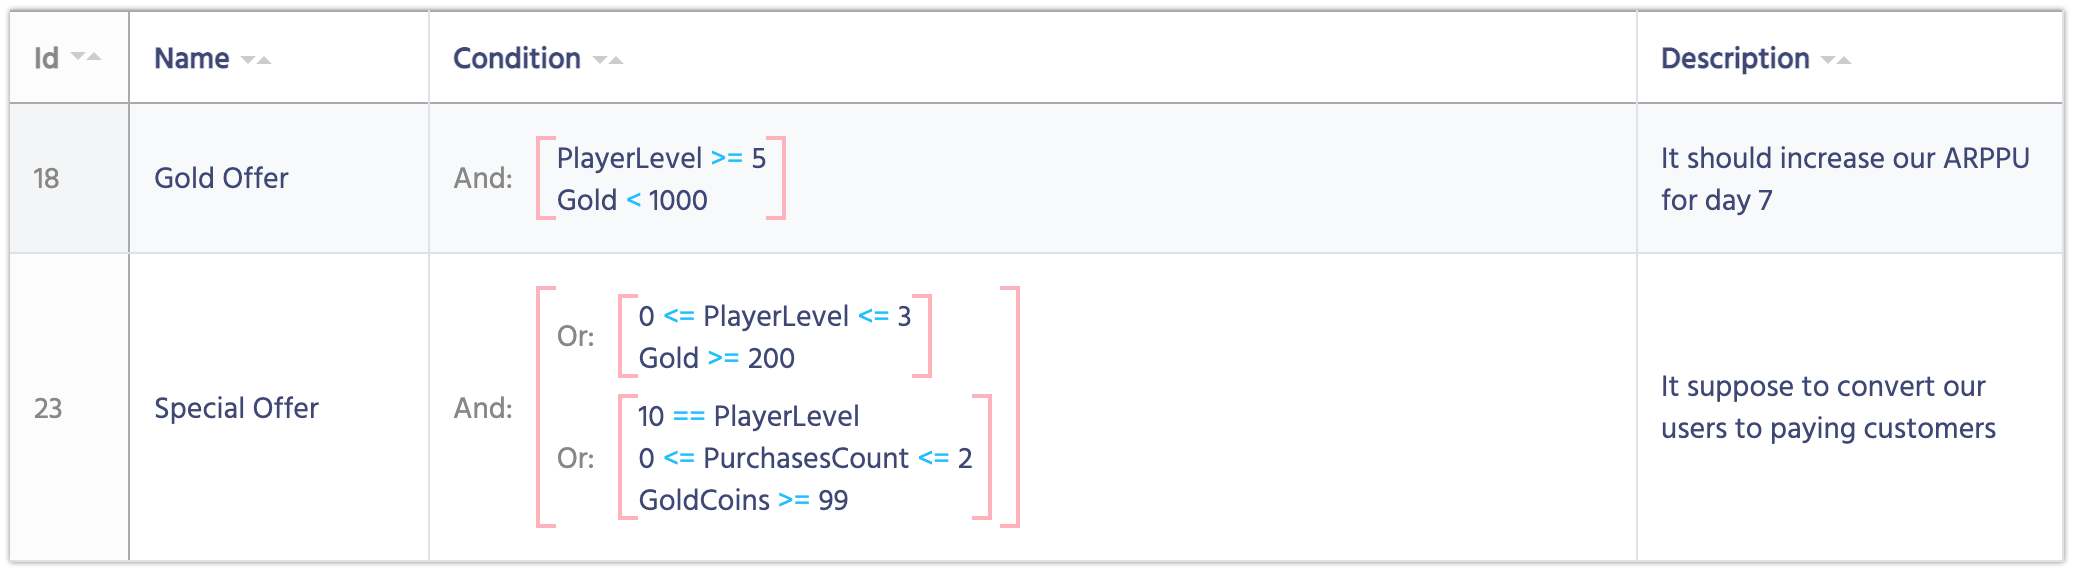 Id Name Condition Description
18 Gold Offer And: PlayerLevel >= 5
Gold < 1000
It should increase our ARPPU
for day 7
23 Special Offer And:
Or: 0 <= PlayerLevel <= 3
Gold >= 200
Or: 10 == PlayerLevel
0 <= PurchasesCount <= 2
GoldCoins >= 99
It suppose to convert our
users to paying customers